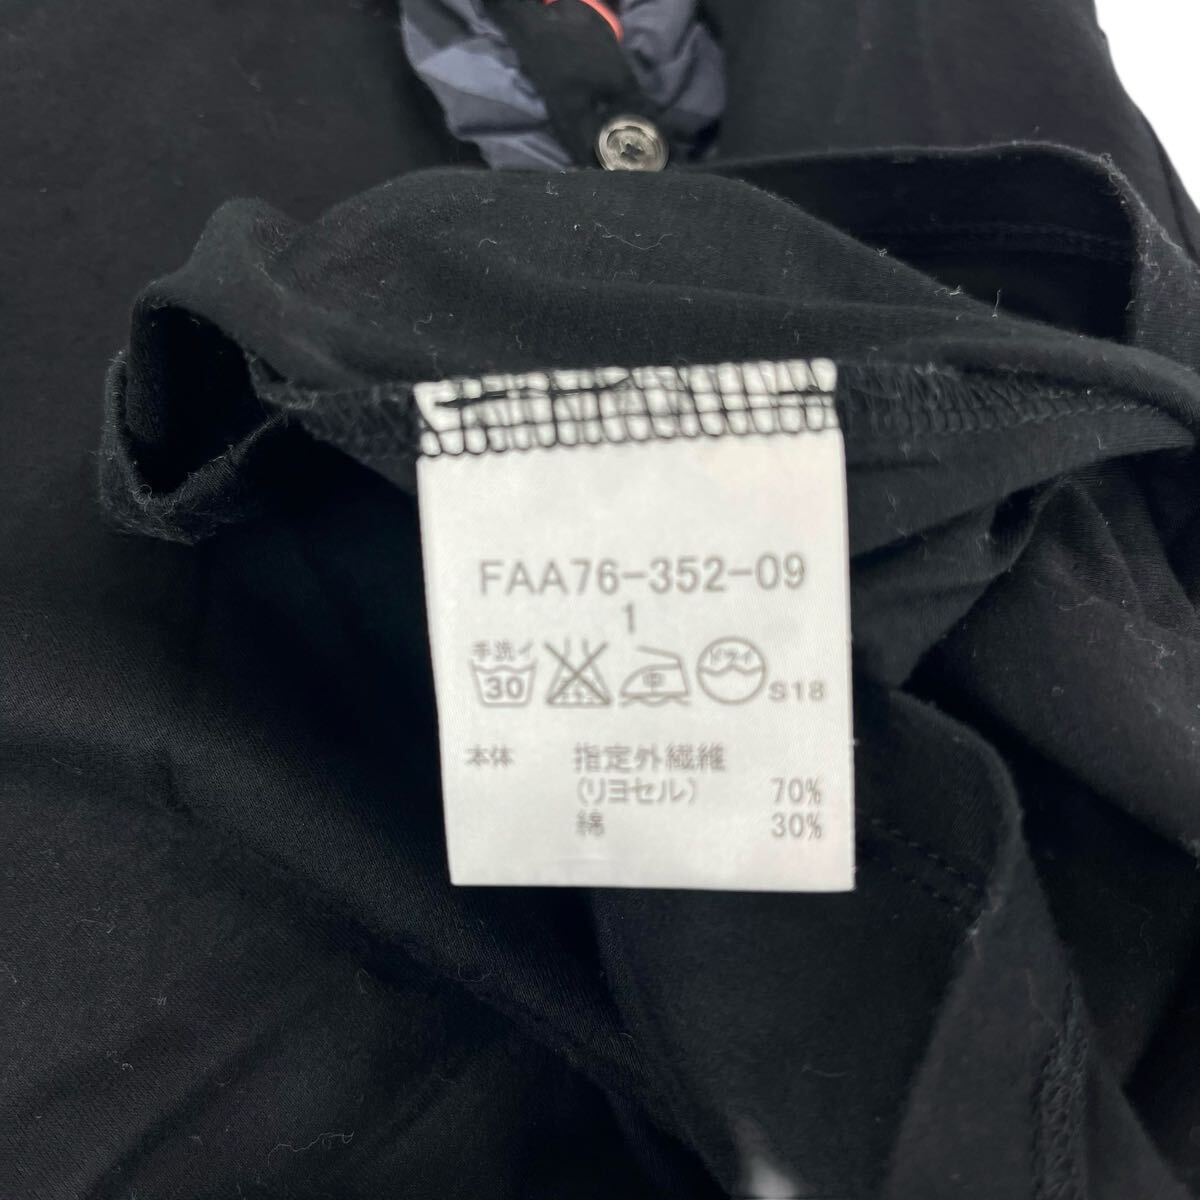 FAA76-352-09
1
手洗イ
30 中 ドライ S18
本体 指定外繊維
(リヨセル) 70%
綿 30%